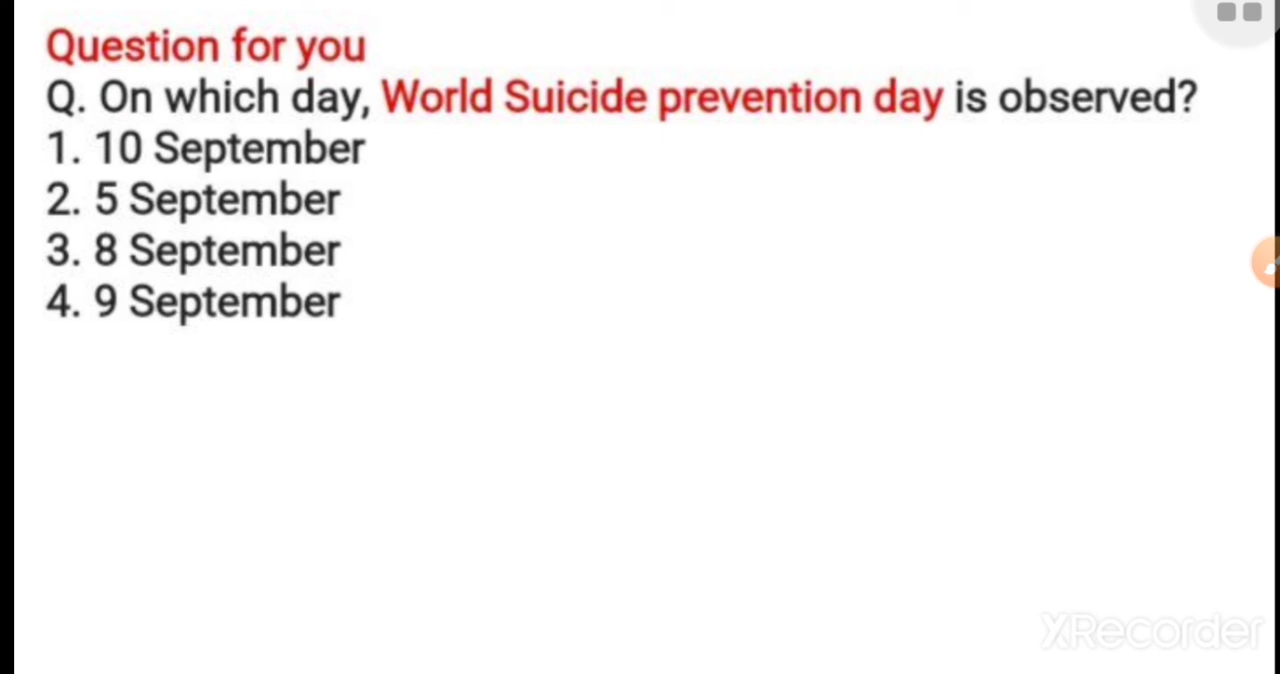 Question for you
Q. On which day, World Suicide prevention day is observed?
1. 10 September
2. 5 September
3. 8 September
4. 9 September
XRecorder